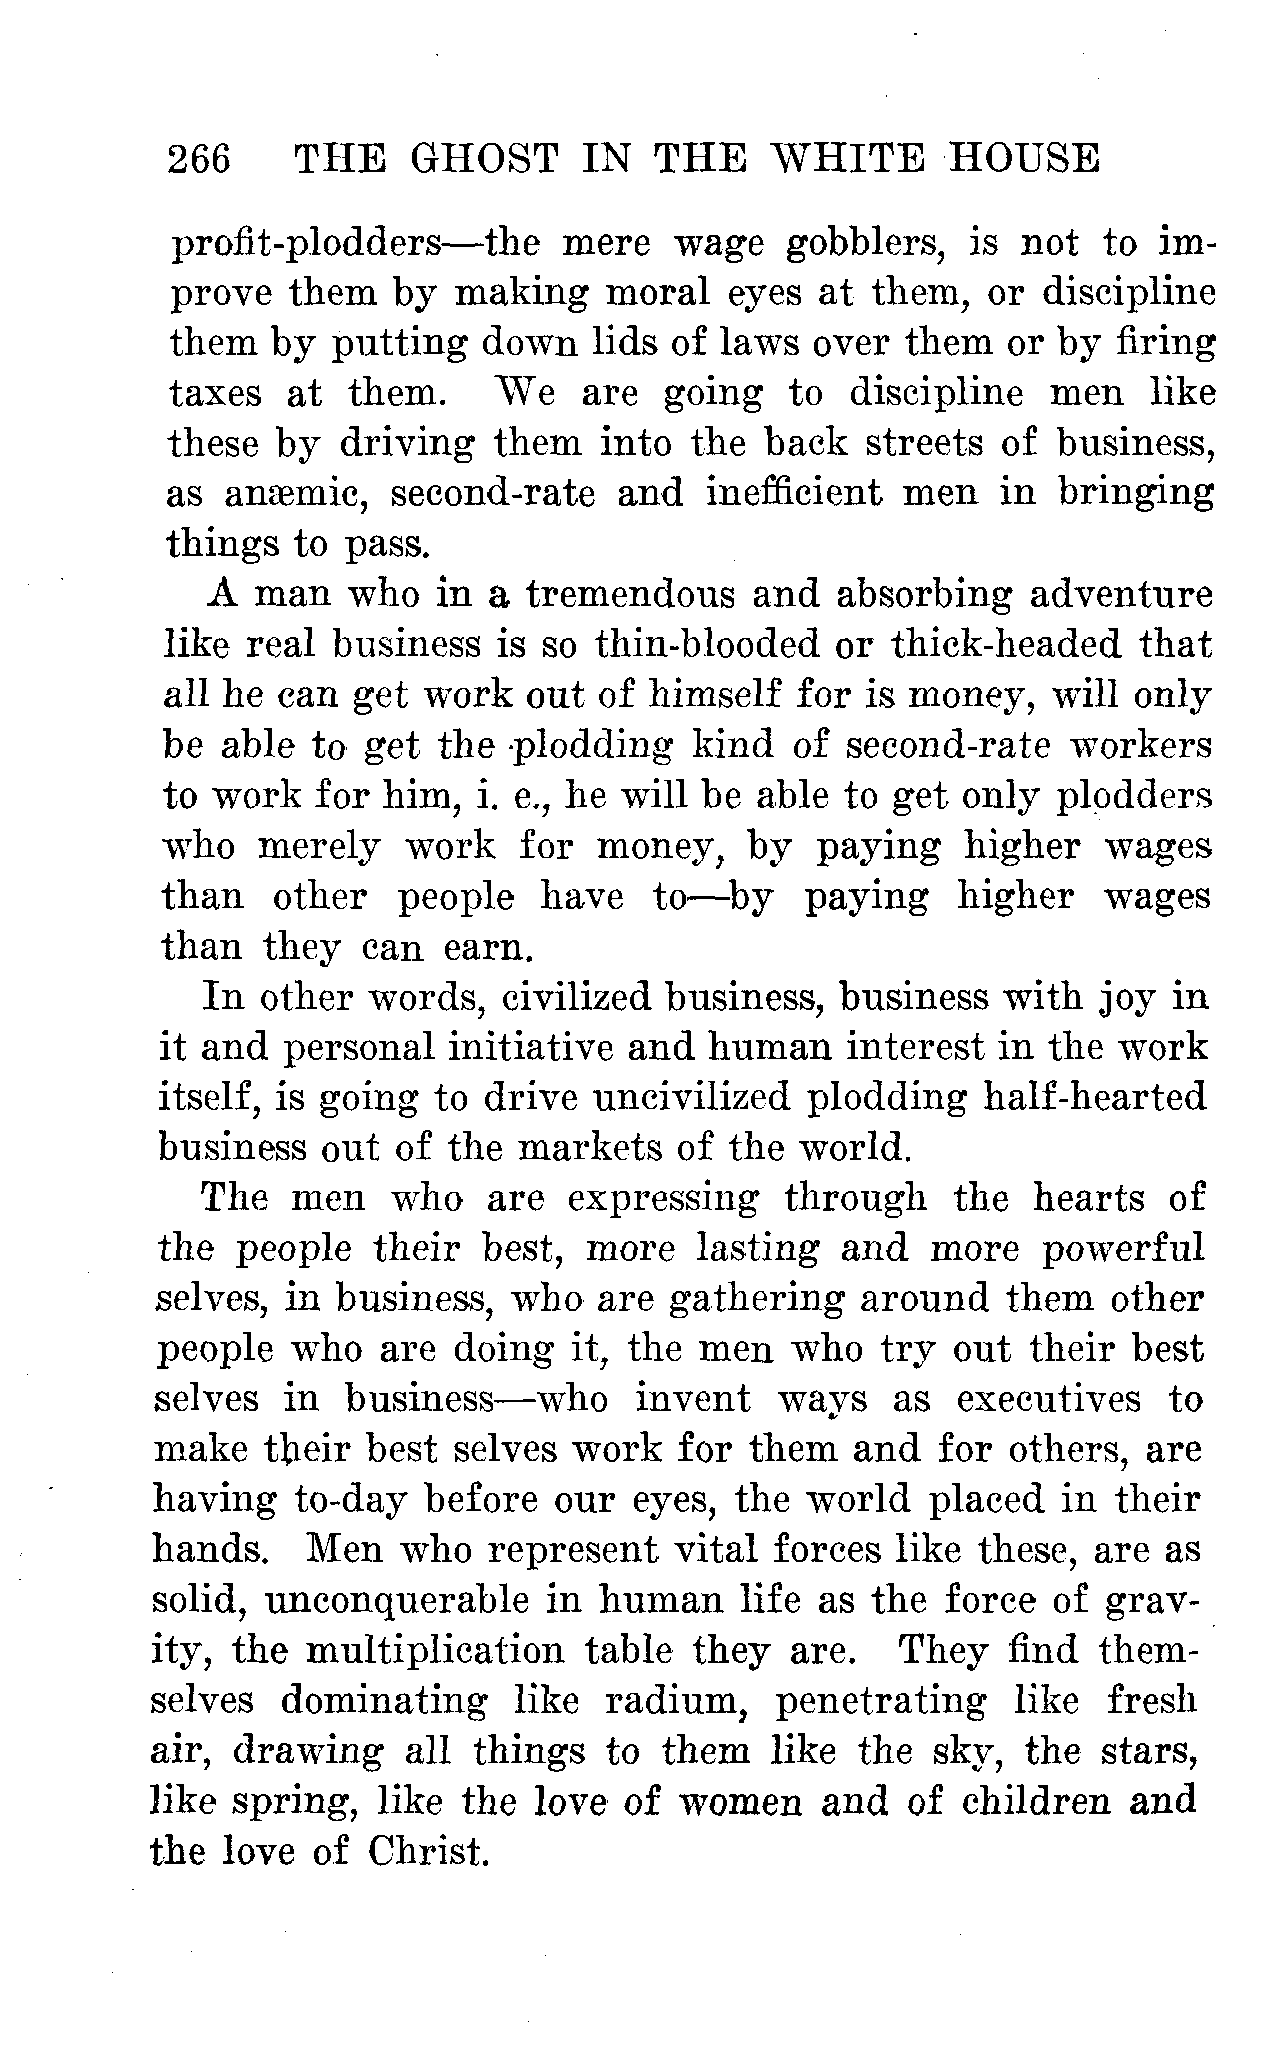 266 THE GHOST IN THE WHITE HOUSE
profit-plodders—the mere wage gobblers, is not to im-
prove them by making moral eyes at them, or discipline
them by putting down lids of laws over them or by firing
taxes at them. We are going to discipline men like
these by driving them into the back streets of business,
as anæmic, second-rate and inefficient men in bringing
things to pass.
A man who in a tremendous and absorbing adventure
like real business is so thin-blooded or thick-headed that
all he can get work out of himself for is money, will only
be able to get the plodding kind of second-rate workers
to work for him, i. e., he will be able to get only plodders
who merely work for money, by paying higher wages
than other people have to—by paying higher wages
than they can earn.
In other words, civilized business, business with joy in
it and personal initiative and human interest in the work
itself, is going to drive uncivilized plodding half-hearted
business out of the markets of the world.
The men who are expressing through the hearts of
the people their best, more lasting and more powerful
selves, in business, who are gathering around them other
people who are doing it, the men who try out their best
selves in business—who invent ways as executives to
make their best selves work for them and for others, are
having to-day before our eyes, the world placed in their
hands. Men who represent vital forces like these, are as
solid, unconquerable in human life as the force of grav-
ity, the multiplication table they are. They find them-
selves dominating like radium, penetrating like fresh
air, drawing all things to them like the sky, the stars,
like spring, like the love of women and of children and
the love of Christ.